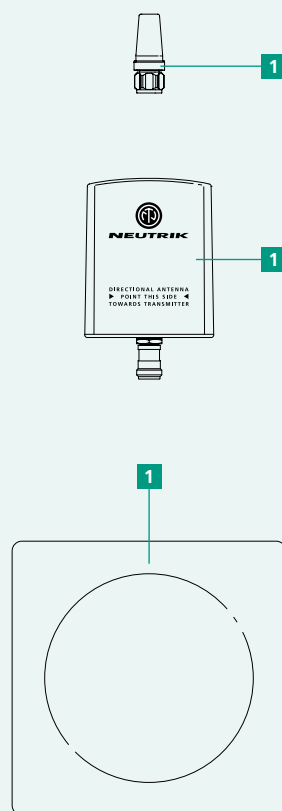 1
NEUTRIK
1
DIRECTIONAL ANTENNA
▶ POINT THIS SIDE ◀
TOWARDS TRANSMITTER
1